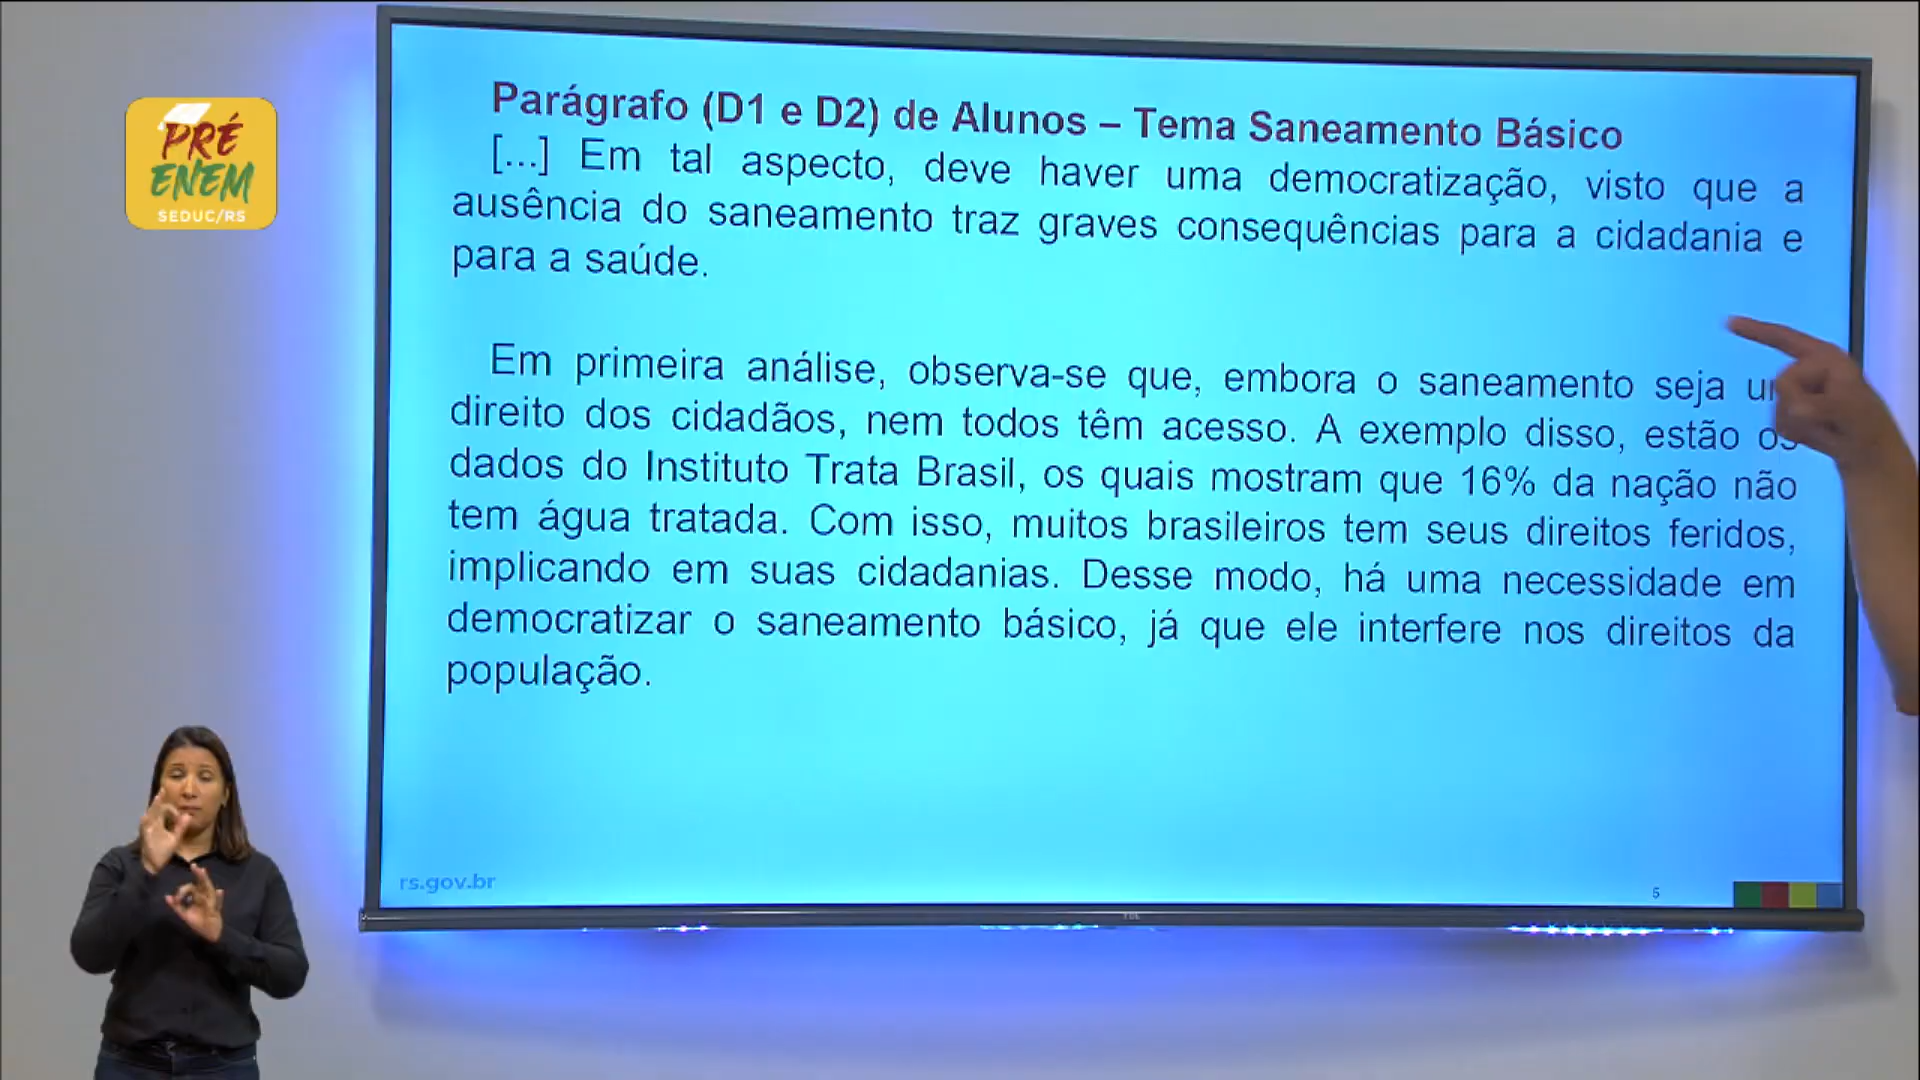 PRÉ
ENEM
SEDUC/RS
Parágrafo (D1 e D2) de Alunos – Tema Saneamento Básico
[...] Em tal aspecto, deve haver uma democratização, visto que a
ausência do saneamento traz graves consequências para a cidadania e
para a saúde.
Em primeira análise, observa-se que, embora o saneamento seja
direito dos cidadãos, nem todos têm acesso. A exemplo disso, estão os
dados do Instituto Trata Brasil, os quais mostram que 16% da nação não
tem água tratada. Com isso, muitos brasileiros tem seus direitos feridos,
implicando em suas cidadanias. Desse modo, há uma necessidade em
democratizar o saneamento básico, já que ele interfere nos direitos da
população.
rs.gov.br
5
TCL